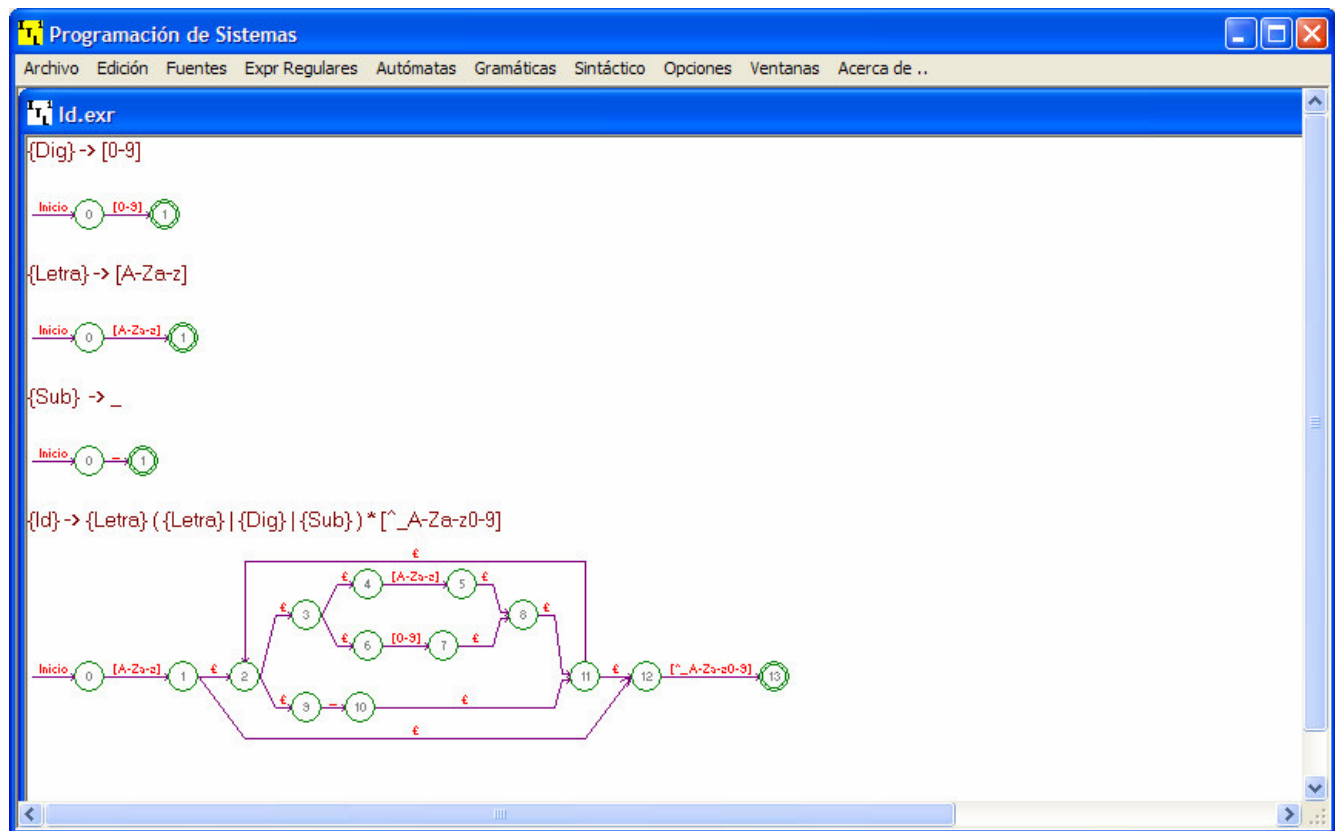 Programación de Sistemas
Archivo Edición Fuentes Expr Regulares Autómatas Gramáticas Sintáctico Opciones Ventanas Acerca de ..
Id.exr
{Dig} -> [0-9]
Inicio 0 [0-9] 1
{Letra} -> [A-Za-z]
Inicio 0 [A-Za-z] 1
{Sub} -> _
Inicio 0 _ 1
{Id} -> {Letra} ( {Letra} | {Dig} | {Sub} ) * [^_A-Za-z0-9]
€
€ 4 [A-Za-z] 5 €
€ 3 8 €
€ 6 [0-9] 7 €
Inicio 0 [A-Za-z] 1 € 2 11 € 12 [^_A-Za-z0-9] 13
€ 9 _ 10 €
€